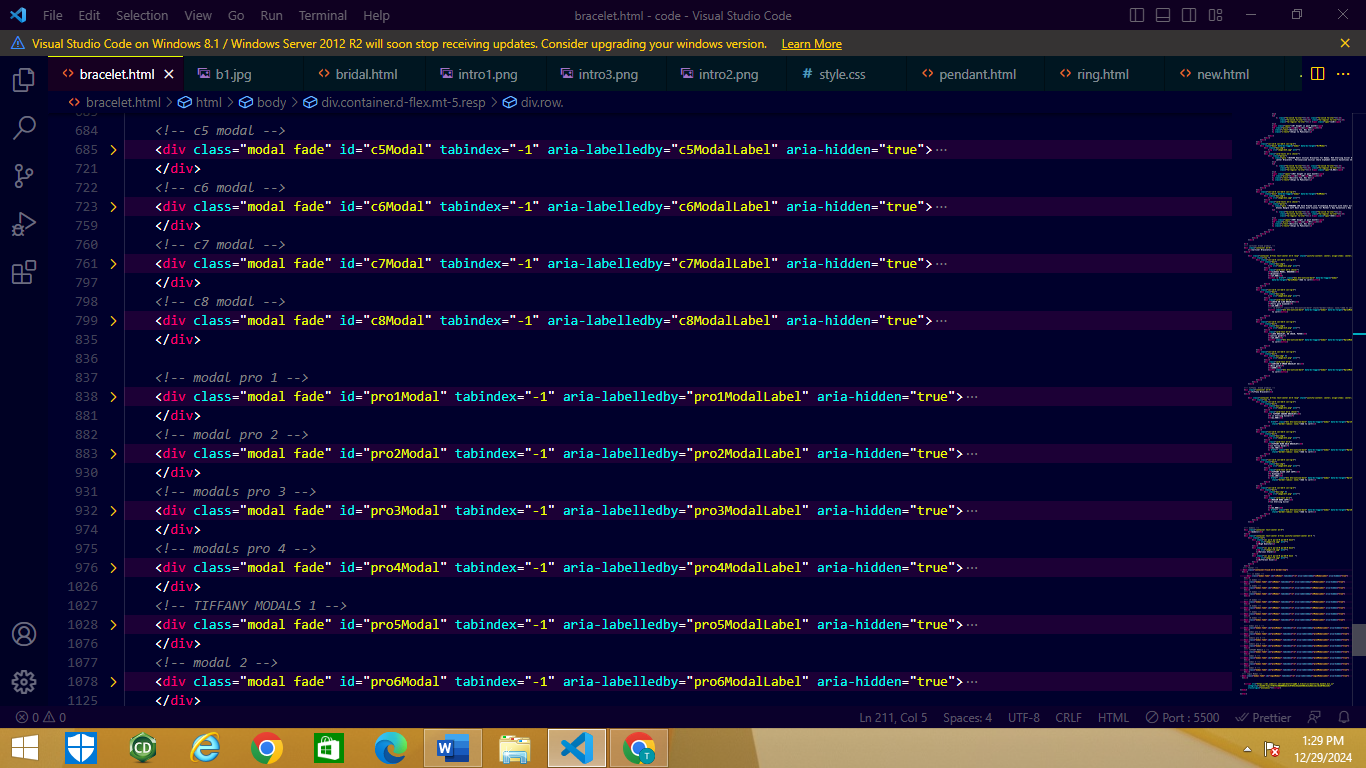 File Edit Selection View Go Run Terminal Help bracelet.html - code - Visual Studio Code
Visual Studio Code on Windows 8.1 / Windows Server 2012 R2 will soon stop receiving updates. Consider upgrading your windows version. Learn More
bracelet.html b1.jpg bridal.html intro1.png intro3.png intro2.png style.css pendant.html ring.html new.html
bracelet.html > html > body > div.container.d-flex.mt-5.resp > div.row.
684 <!-- c5 modal -->
685 <div class="modal fade" id="c5Modal" tabindex="-1" aria-labelledby="c5ModalLabel" aria-hidden="true">···
721 </div>
722 <!-- c6 modal -->
723 <div class="modal fade" id="c6Modal" tabindex="-1" aria-labelledby="c6ModalLabel" aria-hidden="true">···
759 </div>
760 <!-- c7 modal -->
761 <div class="modal fade" id="c7Modal" tabindex="-1" aria-labelledby="c7ModalLabel" aria-hidden="true">···
797 </div>
798 <!-- c8 modal -->
799 <div class="modal fade" id="c8Modal" tabindex="-1" aria-labelledby="c8ModalLabel" aria-hidden="true">···
835 </div>
836
837 <!-- modal pro 1 -->
838 <div class="modal fade" id="pro1Modal" tabindex="-1" aria-labelledby="pro1ModalLabel" aria-hidden="true">···
881 </div>
882 <!-- modal pro 2 -->
883 <div class="modal fade" id="pro2Modal" tabindex="-1" aria-labelledby="pro2ModalLabel" aria-hidden="true">···
930 </div>
931 <!-- modals pro 3 -->
932 <div class="modal fade" id="pro3Modal" tabindex="-1" aria-labelledby="pro3ModalLabel" aria-hidden="true">···
974 </div>
975 <!-- modals pro 4 -->
976 <div class="modal fade" id="pro4Modal" tabindex="-1" aria-labelledby="pro4ModalLabel" aria-hidden="true">···
1026 </div>
1027 <!-- TIFFANY MODALS 1 -->
1028 <div class="modal fade" id="pro5Modal" tabindex="-1" aria-labelledby="pro5ModalLabel" aria-hidden="true">···
1076 </div>
1077 <!-- modal 2 -->
1078 <div class="modal fade" id="pro6Modal" tabindex="-1" aria-labelledby="pro6ModalLabel" aria-hidden="true">···
1125 </div>
0 0 Ln 211, Col 5 Spaces: 4 UTF-8 CRLF HTML Port : 5500 Prettier
CD W T 1:29 PM
12/29/2024